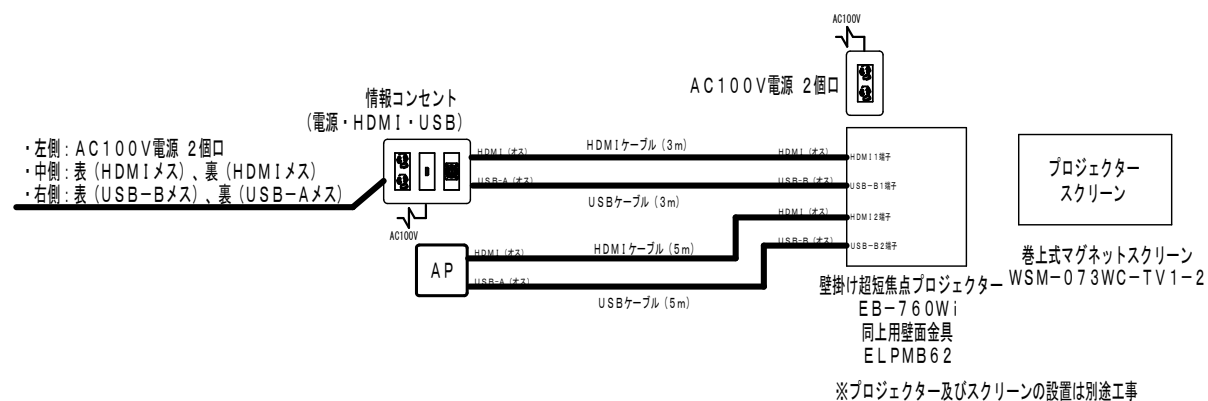 AC100V
AC100V電源 2個口
情報コンセント
(電源・HDMI・USB)
・左側:AC100V電源 2個口
・中側:表(HDMIメス)、裏(HDMIメス)
・右側:表(USB-Bメス)、裏(USB-Aメス)
AC100V
HDMI(オス)
HDMIケーブル(3m)
HDMI(オス)
HDMI1端子
USB-A(オス)
USB-B(オス)
USB-B1端子
USBケーブル(3m)
HDMI(オス)
HDMI2端子
AP
HDMI(オス)
HDMIケーブル(5m)
USB-B(オス)
USB-B2端子
USB-A(オス)
USBケーブル(5m)
プロジェクター
スクリーン
巻上式マグネットスクリーン
WSM-073WC-TV1-2
壁掛け超短焦点プロジェクター
EB-760Wi
同上用壁面金具
ELPMB62
※プロジェクター及びスクリーンの設置は別途工事